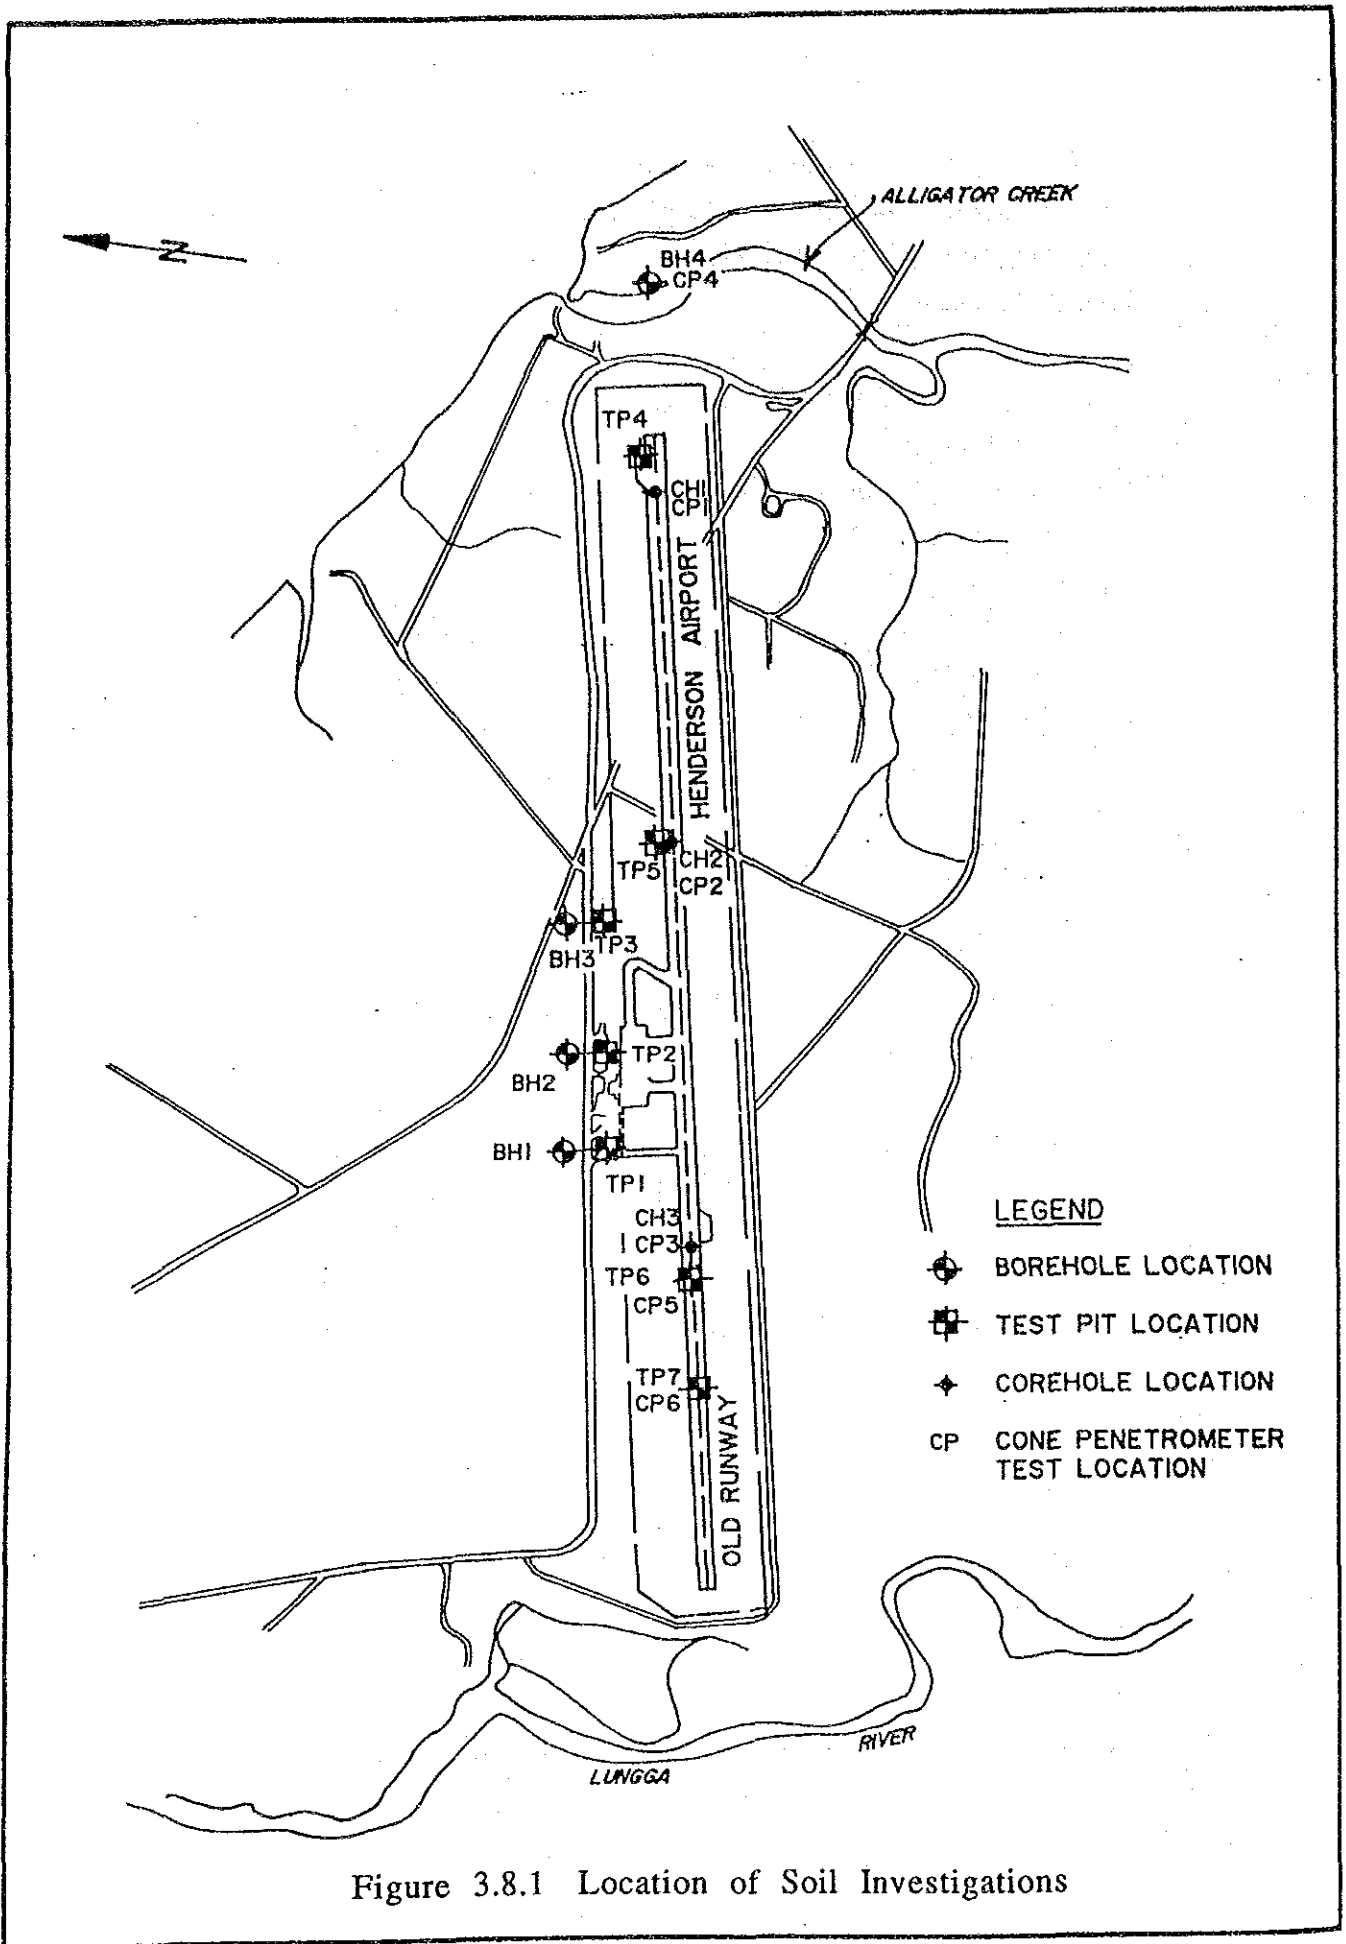 ALLIGATOR CREEK
N
BH4
CP4
TP4
CH1
CP1
HENDERSON AIRPORT
TP5
CH2
CP2
BH3
TP3
BH2
TP2
BH1
TP1
CH3
CP3
TP6
CP5
TP7
CP6
OLD RUNWAY
LEGEND
BOREHOLE LOCATION
TEST PIT LOCATION
COREHOLE LOCATION
CP CONE PENETROMETER
TEST LOCATION
RIVER
LUNGGA
Figure 3.8.1 Location of Soil Investigations